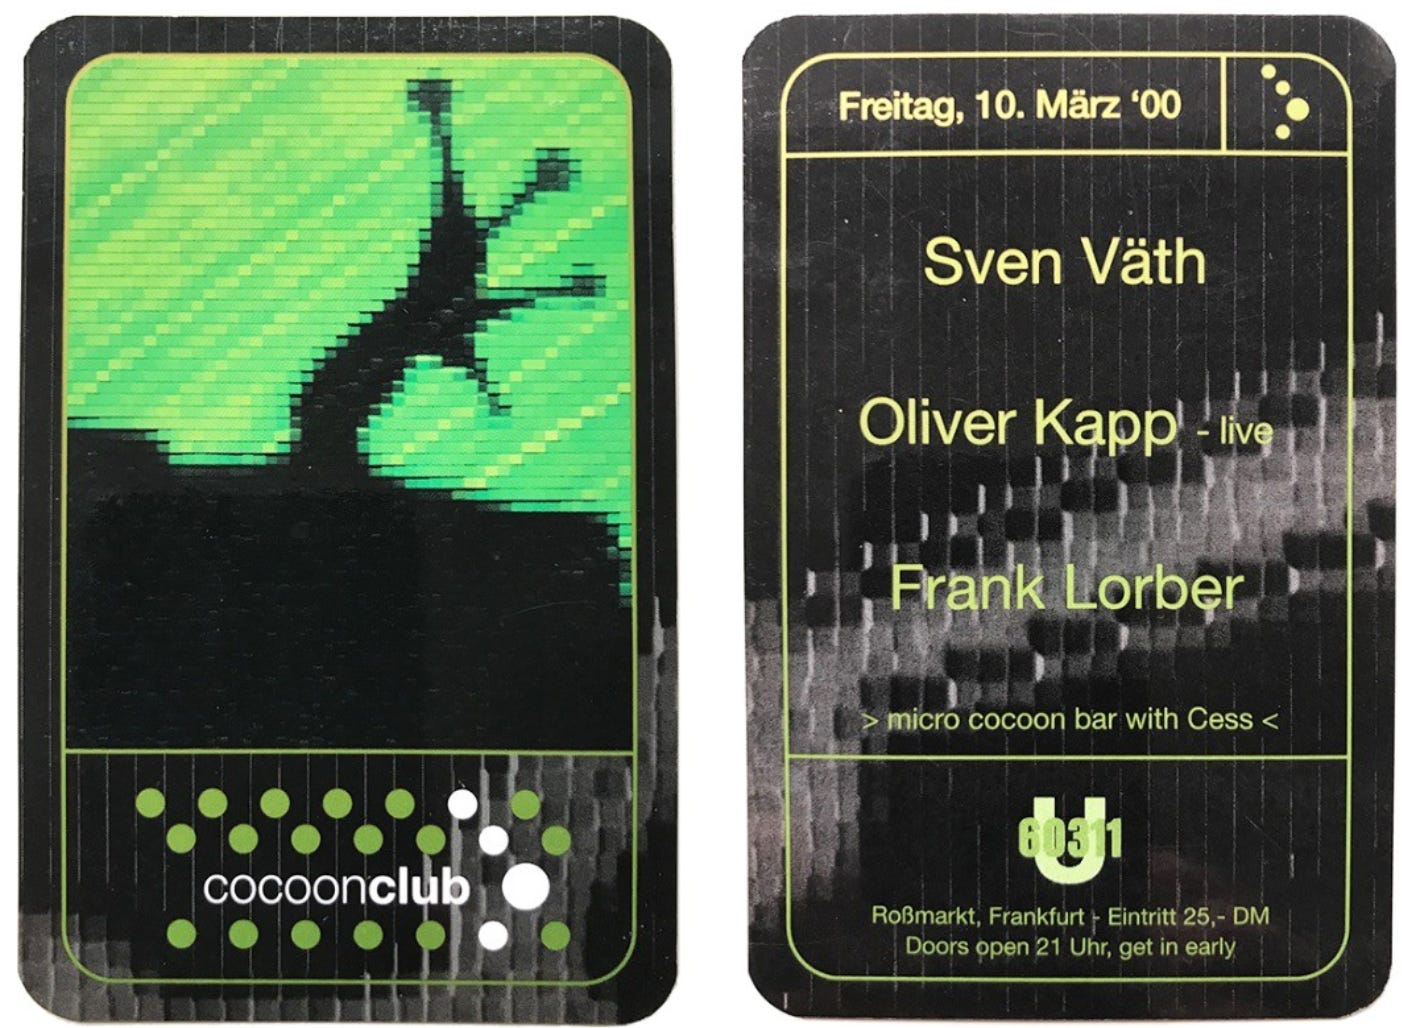 cocoonclub
Freitag, 10. März ‘00
Sven Väth
Oliver Kapp - live
Frank Lorber
> micro cocoon bar with Cess <
U
60311
Roßmarkt, Frankfurt - Eintritt 25,- DM
Doors open 21 Uhr, get in early